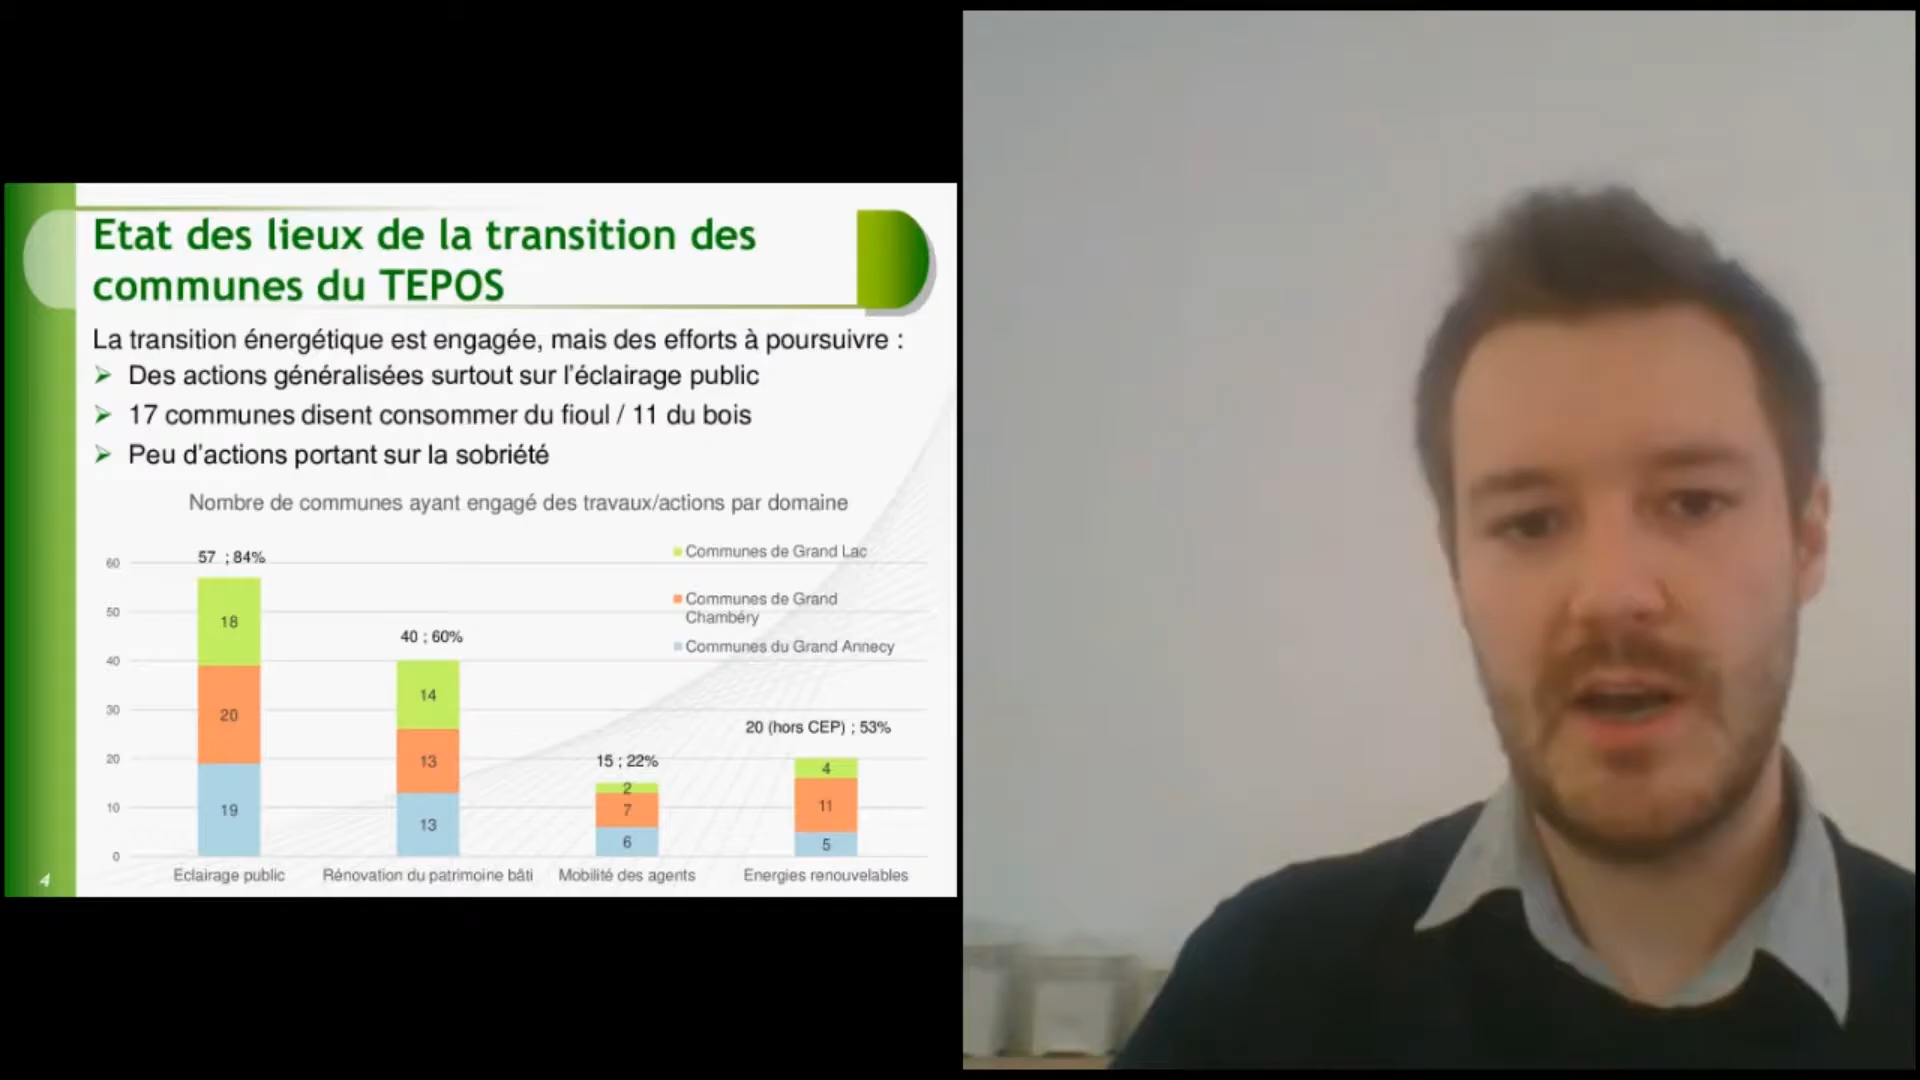 Etat des lieux de la transition des
communes du TEPOS
La transition énergétique est engagée, mais des efforts à poursuivre :
Des actions généralisées surtout sur l'éclairage public
17 communes disent consommer du fioul / 11 du bois
Peu d'actions portant sur la sobriété
Nombre de communes ayant engagé des travaux/actions par domaine
Communes de Grand Lac
Communes de Grand
Chambéry
Communes du Grand Annecy
60
50
40
30
20
10
0
57 ; 84%
18
20
19
40 ; 60%
14
13
13
15 ; 22%
2
7
6
20 (hors CEP) ; 53%
4
11
5
Eclairage public
Rénovation du patrimoine bâti
Mobilité des agents
Energies renouvelables
4